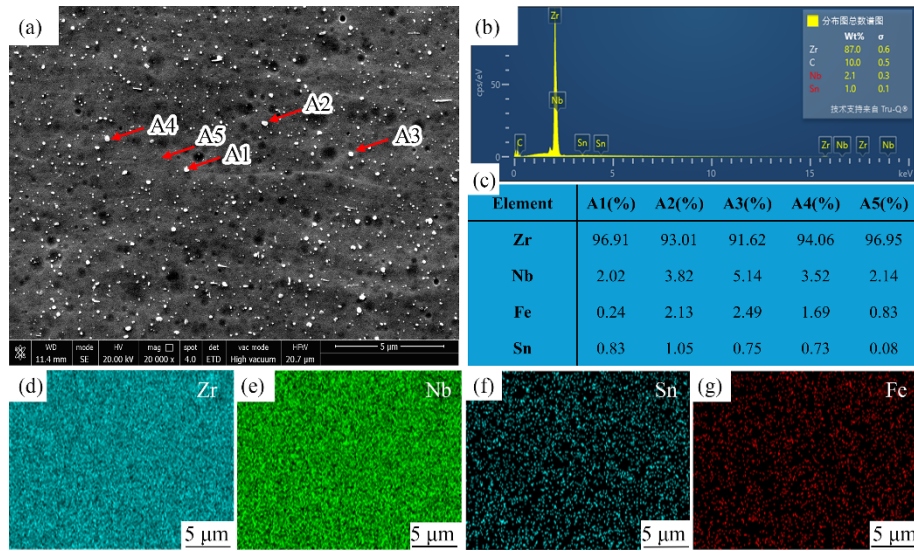 (a)
A4
A5
A2
A1
A3
WD mode HV mag □ spot det vac mode HFW
11.4 mm SE 20.00 kV 20 000 x 4.0 ETD High vacuum 20.7 µm
5 µm
(b)
cps/eV
50
0
Zr
Nb
C
Sn
Sn
Zr
Nb
Zr
Nb
0 5 10 15 keV
分布图总数谱图
Wt% σ
Zr 87.0 0.6
C 10.0 0.5
Nb 2.1 0.3
Sn 1.0 0.1
技术支持来自 Tru-Q®
(c)
Element A1(%) A2(%) A3(%) A4(%) A5(%)
Zr 96.91 93.01 91.62 94.06 96.95
Nb 2.02 3.82 5.14 3.52 2.14
Fe 0.24 2.13 2.49 1.69 0.83
Sn 0.83 1.05 0.75 0.73 0.08
(d) Zr
5 µm
(e) Nb
5 µm
(f) Sn
5 µm
(g) Fe
5 µm